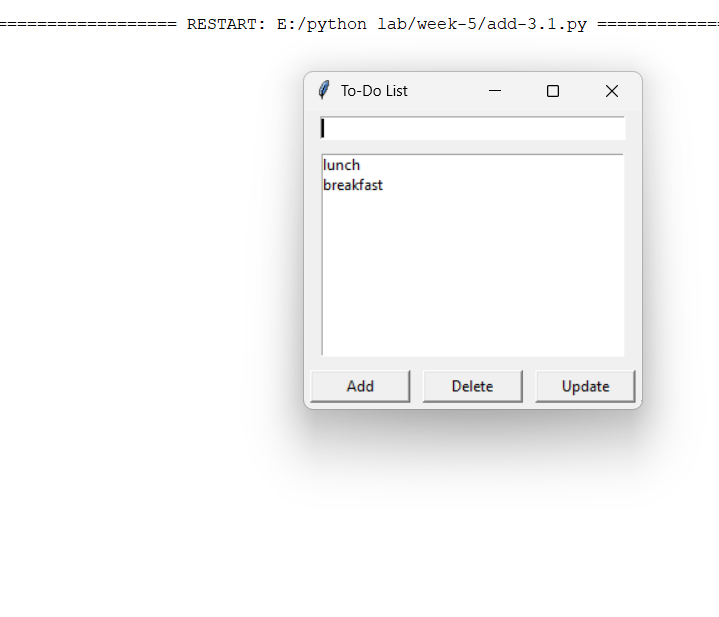 ================== RESTART: E:/python lab/week-5/add-3.1.py =============
To-Do List
lunch
breakfast
Add Delete Update